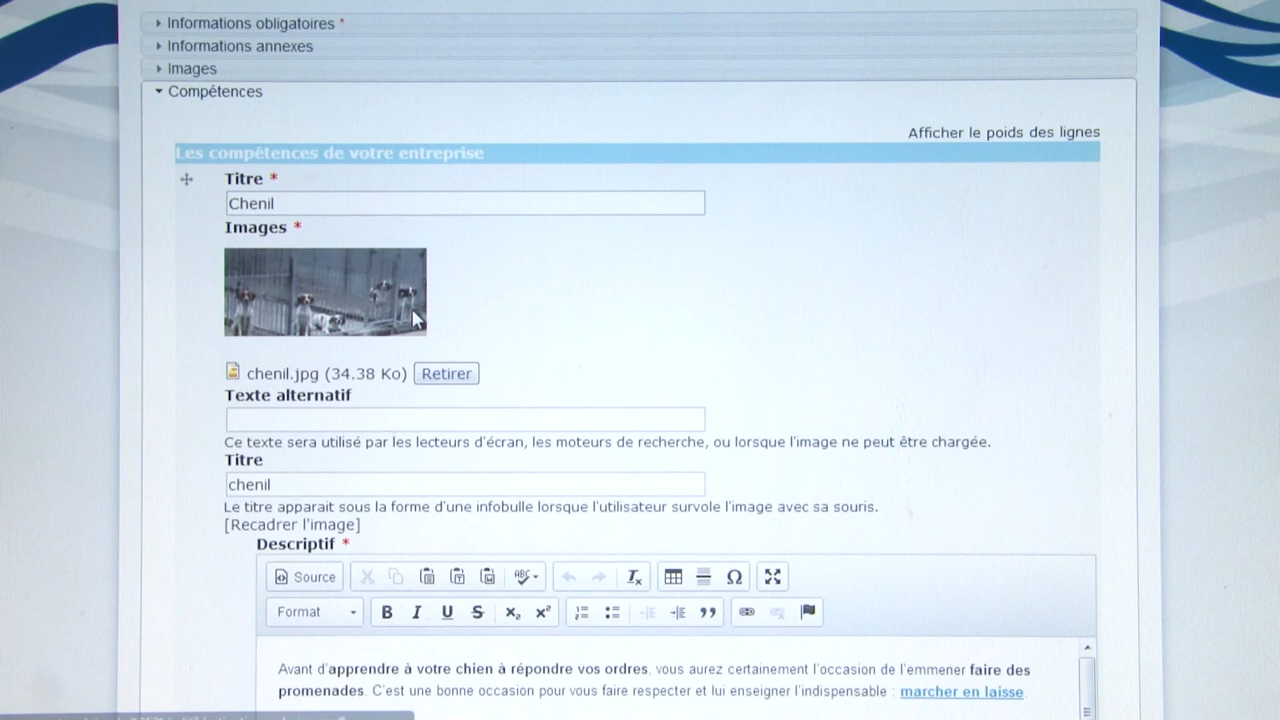 Informations obligatoires *
Informations annexes
Images
Compétences
Afficher le poids des lignes
Les compétences de votre entreprise
Titre *
Chenil
Images *
chenil.jpg (34.38 Ko) Retirer
Texte alternatif
Ce texte sera utilisé par les lecteurs d'écran, les moteurs de recherche, ou lorsque l'image ne peut être chargée.
Titre
chenil
Le titre apparait sous la forme d'une infobulle lorsque l'utilisateur survole l'image avec sa souris.
[Recadrer l'image]
Descriptif *
Source ABC Ω
Format B I U S
Avant d'apprendre à votre chien à répondre vos ordres, vous aurez certainement l'occasion de l'emmener faire des
promenades. C'est une bonne occasion pour vous faire respecter et lui enseigner l'indispensable : marcher en laisse.